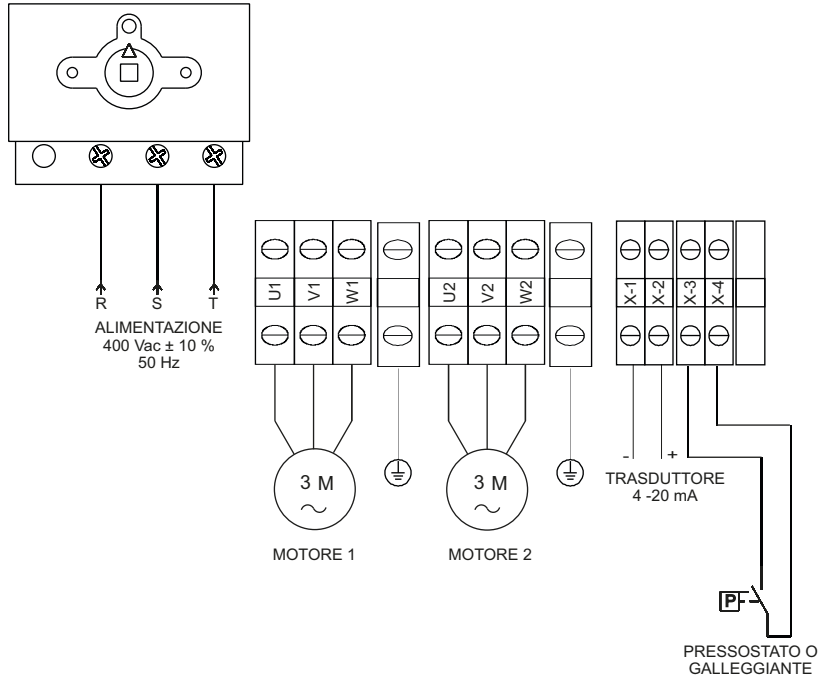 R S T
ALIMENTAZIONE
400 Vac ± 10 %
50 Hz
U1 V1 W1
U2 V2 W2
X-1 X-2 X-3 X-4
3 M
MOTORE 1
3 M
MOTORE 2
- +
TRASDUTTORE
4 -20 mA
P
PRESSOSTATO O
GALLEGGIANTE